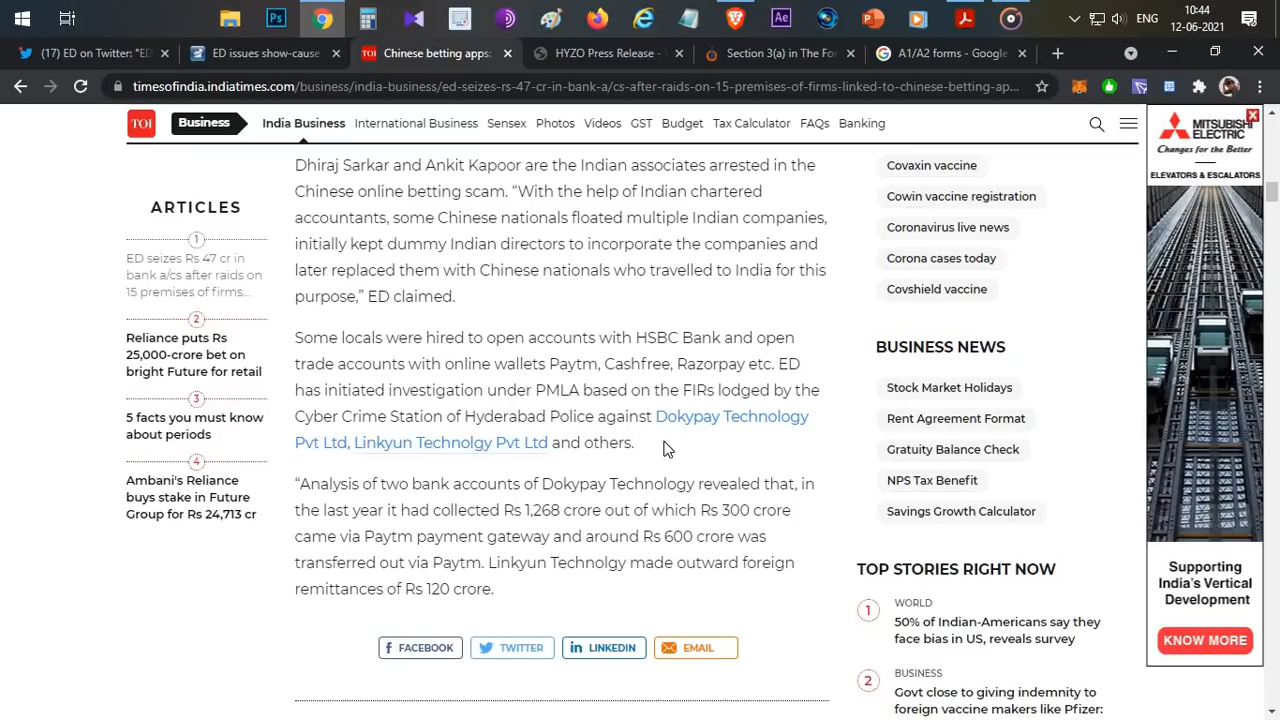 Ps
Ae
ENG
10:44
12-06-2021
(17) ED on Twitter: "ED
ED issues show-cause
TOI
Chinese betting apps:
HYZO Press Release -
Section 3(a) in The For
A1/A2 forms - Google
timesofindia.indiatimes.com/business/india-business/ed-seizes-rs-47-cr-in-bank-a/cs-after-raids-on-15-premises-of-firms-linked-to-chinese-betting-ap...
TOI
Business
India Business
International Business
Sensex
Photos
Videos
GST
Budget
Tax Calculator
FAQs
Banking
ARTICLES
1
ED seizes Rs 47 cr in
bank a/cs after raids on
15 premises of firms...
2
Reliance puts Rs
25,000-crore bet on
bright Future for retail
3
5 facts you must know
about periods
4
Ambani's Reliance
buys stake in Future
Group for Rs 24,713 cr
Dhiraj Sarkar and Ankit Kapoor are the Indian associates arrested in the
Chinese online betting scam. “With the help of Indian chartered
accountants, some Chinese nationals floated multiple Indian companies,
initially kept dummy Indian directors to incorporate the companies and
later replaced them with Chinese nationals who travelled to India for this
purpose,” ED claimed.
Some locals were hired to open accounts with HSBC Bank and open
trade accounts with online wallets Paytm, Cashfree, Razorpay etc. ED
has initiated investigation under PMLA based on the FIRs lodged by the
Cyber Crime Station of Hyderabad Police against Dokypay Technology
Pvt Ltd, Linkyun Technolgy Pvt Ltd and others.
“Analysis of two bank accounts of Dokypay Technology revealed that, in
the last year it had collected Rs 1,268 crore out of which Rs 300 crore
came via Paytm payment gateway and around Rs 600 crore was
transferred out via Paytm. Linkyun Technolgy made outward foreign
remittances of Rs 120 crore.
FACEBOOK
TWITTER
LINKEDIN
EMAIL
Covaxin vaccine
Cowin vaccine registration
Coronavirus live news
Corona cases today
Covshield vaccine
BUSINESS NEWS
Stock Market Holidays
Rent Agreement Format
Gratuity Balance Check
NPS Tax Benefit
Savings Growth Calculator
TOP STORIES RIGHT NOW
1
WORLD
50% of Indian-Americans say they
face bias in US, reveals survey
2
BUSINESS
Govt close to giving indemnity to
foreign vaccine makers like Pfizer:
MITSUBISHI
ELECTRIC
Changes for the Better
ELEVATORS & ESCALATORS
Supporting
India’s Vertical
Development
KNOW MORE